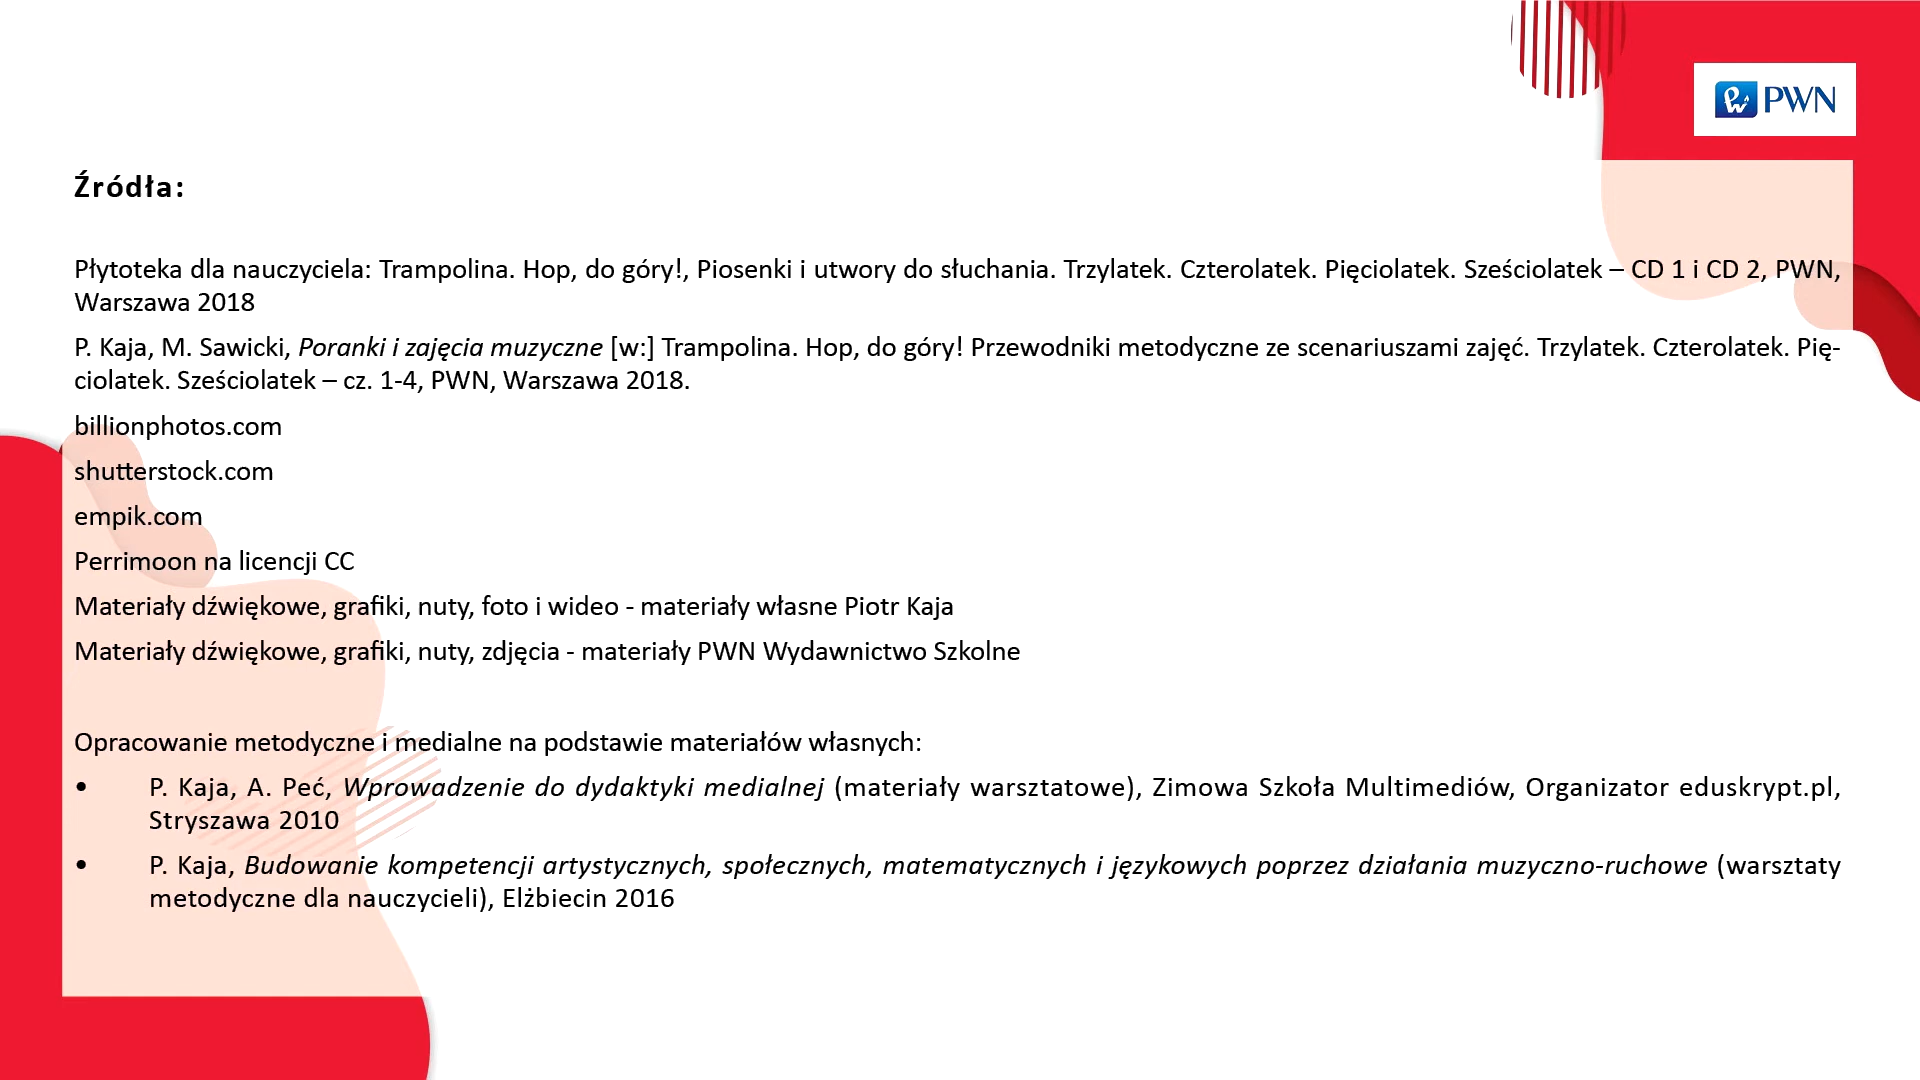 PWN
Źródła:
Płytoteka dla nauczyciela: Trampolina. Hop, do góry!, Piosenki i utwory do słuchania. Trzylatek. Czterolatek. Pięciolatek. Sześciolatek – CD 1 i CD 2, PWN,
Warszawa 2018
P. Kaja, M. Sawicki, Poranki i zajęcia muzyczne [w:] Trampolina. Hop, do góry! Przewodniki metodyczne ze scenariuszami zajęć. Trzylatek. Czterolatek. Pię-
ciolatek. Sześciolatek – cz. 1-4, PWN, Warszawa 2018.
billionphotos.com
shutterstock.com
empik.com
Perrimoon na licencji CC
Materiały dźwiękowe, grafiki, nuty, foto i wideo - materiały własne Piotr Kaja
Materiały dźwiękowe, grafiki, nuty, zdjęcia - materiały PWN Wydawnictwo Szkolne
Opracowanie metodyczne i medialne na podstawie materiałów własnych:
• P. Kaja, A. Peć, Wprowadzenie do dydaktyki medialnej (materiały warsztatowe), Zimowa Szkoła Multimediów, Organizator eduskrypt.pl,
Stryszawa 2010
• P. Kaja, Budowanie kompetencji artystycznych, społecznych, matematycznych i językowych poprzez działania muzyczno-ruchowe (warsztaty
metodyczne dla nauczycieli), Elżbiecin 2016